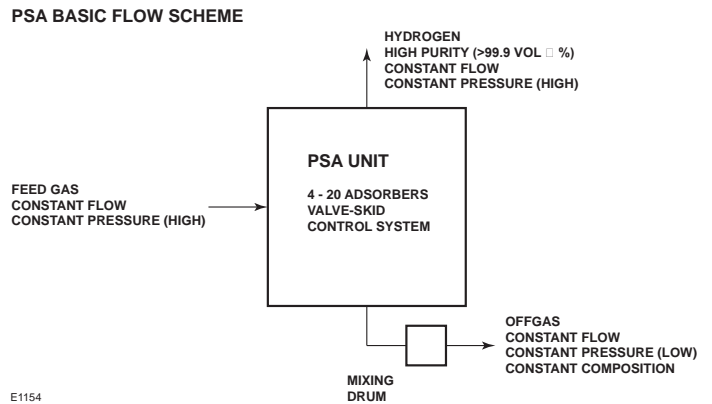 PSA BASIC FLOW SCHEME
HYDROGEN
HIGH PURITY (>99.9 VOL □ %)
CONSTANT FLOW
CONSTANT PRESSURE (HIGH)
PSA UNIT
4 - 20 ADSORBERS
VALVE-SKID
CONTROL SYSTEM
FEED GAS
CONSTANT FLOW
CONSTANT PRESSURE (HIGH)
OFFGAS
CONSTANT FLOW
CONSTANT PRESSURE (LOW)
CONSTANT COMPOSITION
MIXING
DRUM
E1154